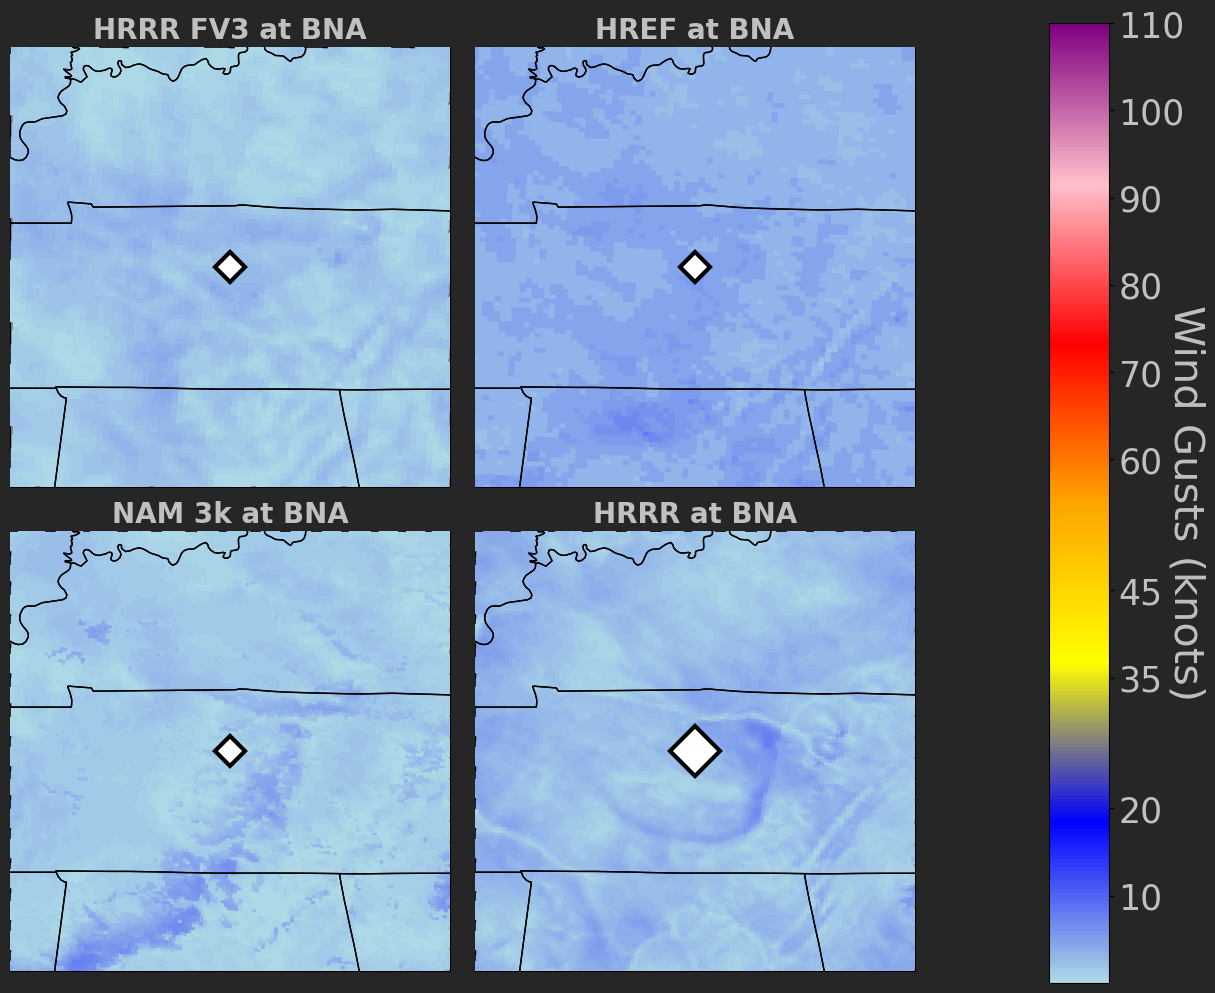 HRRR FV3 at BNA
HREF at BNA
NAM 3k at BNA
HRRR at BNA
110
100
90
80
70
60
45
35
20
10
Wind Gusts (knots)